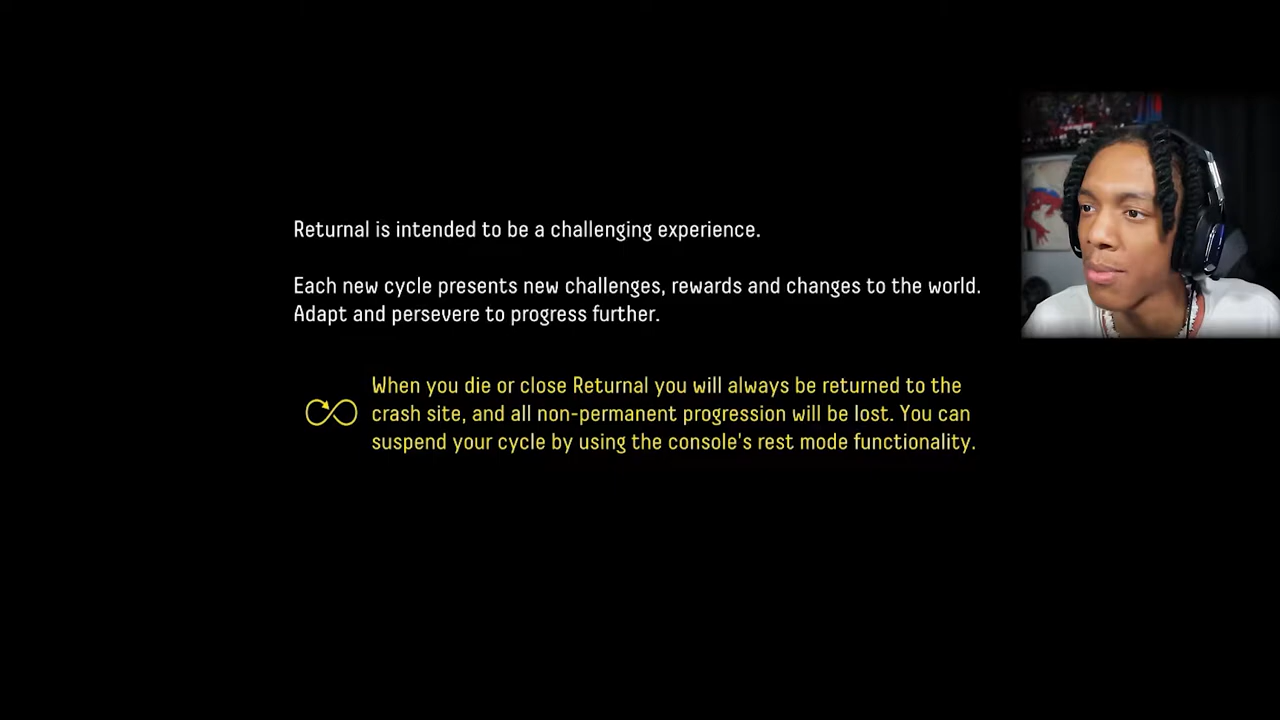 Returnal is intended to be a challenging experience.
Each new cycle presents new challenges, rewards and changes to the world.
Adapt and persevere to progress further.
When you die or close Returnal you will always be returned to the
crash site, and all non-permanent progression will be lost. You can
suspend your cycle by using the console's rest mode functionality.